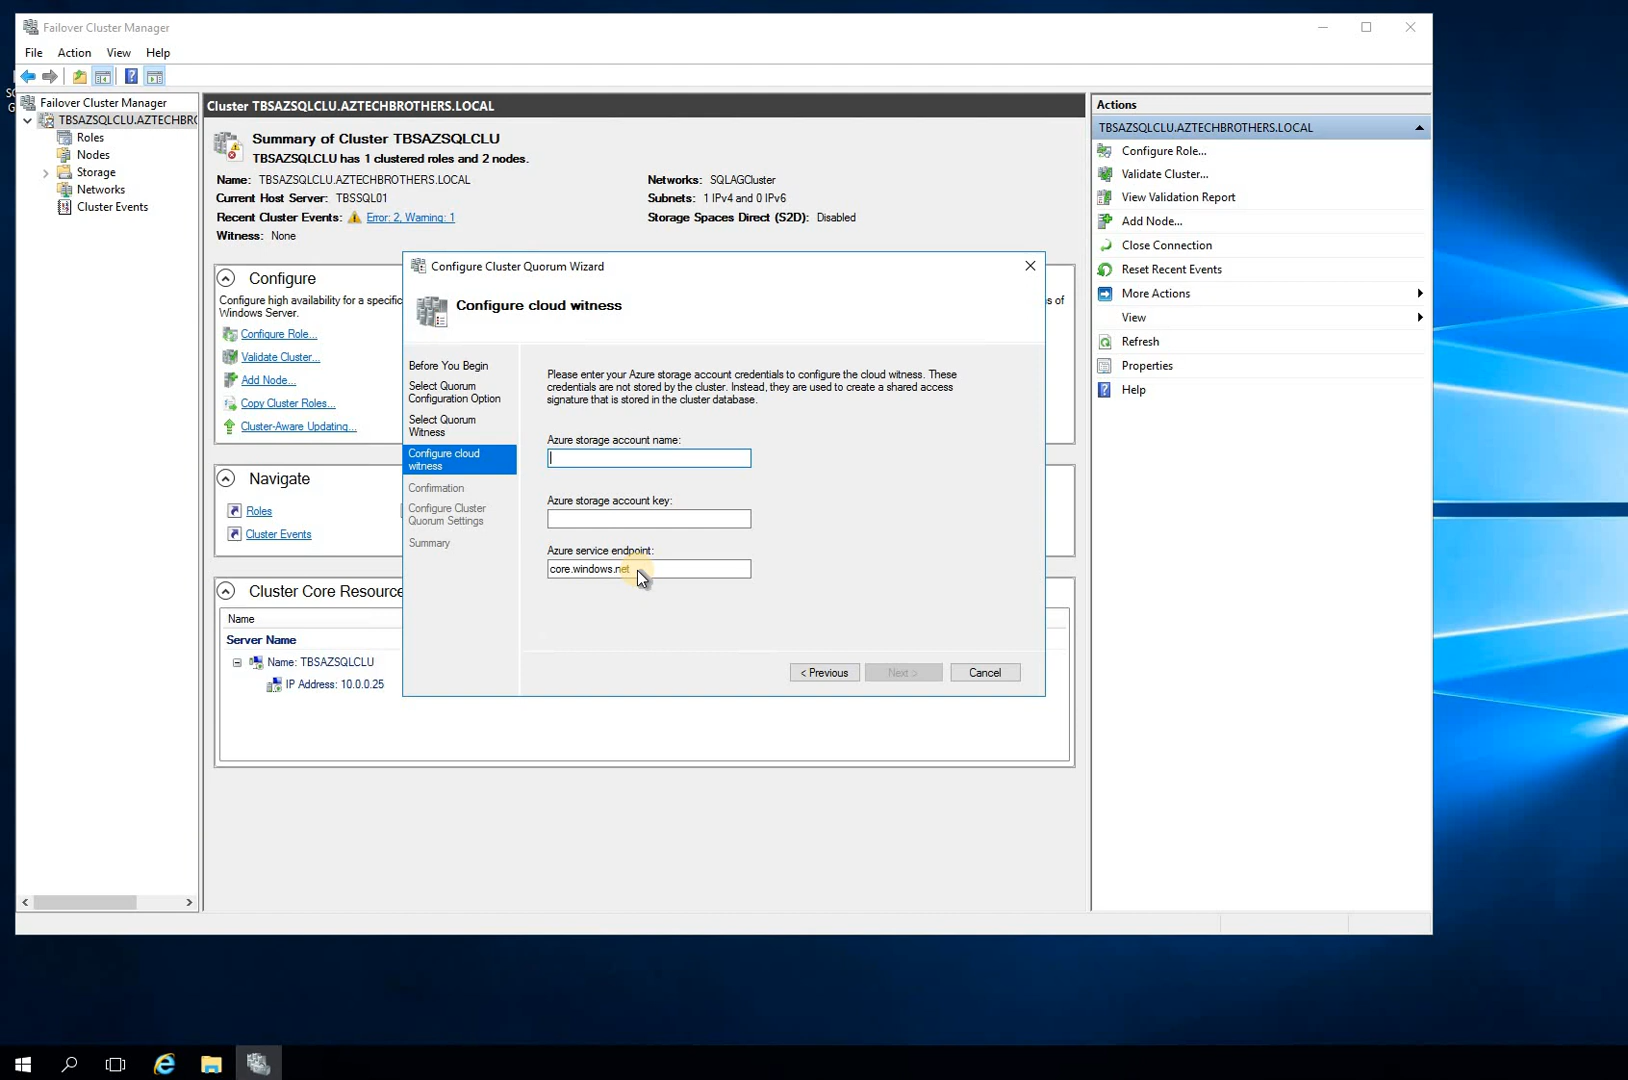 Failover Cluster Manager
File Action View Help
Failover Cluster Manager
TBSAZSQLCLU.AZTECHBRO
Roles
Nodes
Storage
Networks
Cluster Events
Cluster TBSAZSQLCLU.AZTECHBROTHERS.LOCAL
Summary of Cluster TBSAZSQLCLU
TBSAZSQLCLU has 1 clustered roles and 2 nodes.
Name: TBSAZSQLCLU.AZTECHBROTHERS.LOCAL
Networks: SQLAGCluster
Current Host Server: TBSSQL01
Subnets: 1 IPv4 and 0 IPv6
Recent Cluster Events: Error: 2, Warning: 1
Storage Spaces Direct (S2D): Disabled
Witness: None
Configure
Configure high availability for a specific
es of
Windows Server.
Configure Role...
Validate Cluster...
Add Node...
Copy Cluster Roles...
Cluster-Aware Updating...
Navigate
Roles
Cluster Events
Cluster Core Resource
Name
Server Name
Name: TBSAZSQLCLU
IP Address: 10.0.0.25
Configure Cluster Quorum Wizard
Configure cloud witness
Before You Begin
Select Quorum
Configuration Option
Select Quorum
Witness
Configure cloud
witness
Confirmation
Configure Cluster
Quorum Settings
Summary
Please enter your Azure storage account credentials to configure the cloud witness. These
credentials are not stored by the cluster. Instead, they are used to create a shared access
signature that is stored in the cluster database.
Azure storage account name:
Azure storage account key:
Azure service endpoint:
core.windows.net
< Previous
Next >
Cancel
Actions
TBSAZSQLCLU.AZTECHBROTHERS.LOCAL
Configure Role...
Validate Cluster...
View Validation Report
Add Node...
Close Connection
Reset Recent Events
More Actions
View
Refresh
Properties
Help